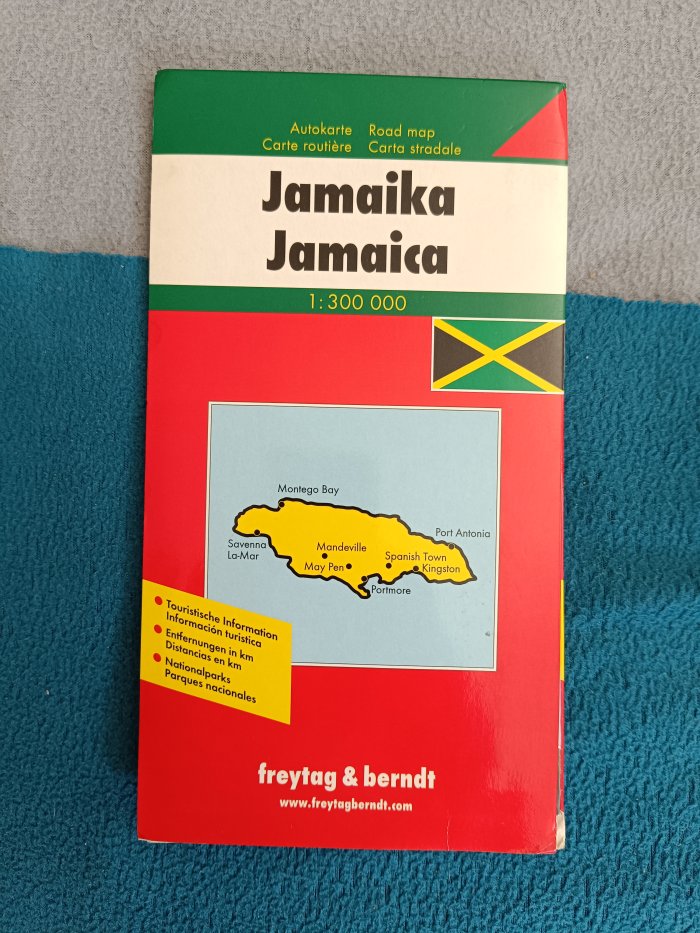 Autokarte Road map
Carte routière Carta stradale
Jamaika
Jamaica
1:300 000
Montego Bay
Port Antonia
Savenna
La-Mar
Mandeville
Spanish Town
May Pen
Kingston
Portmore
Touristische Information
Información turistica
Entfernungen in km
Distancias en km
Nationalparks
Parques nacionales
freytag & berndt
www.freytagberndt.com